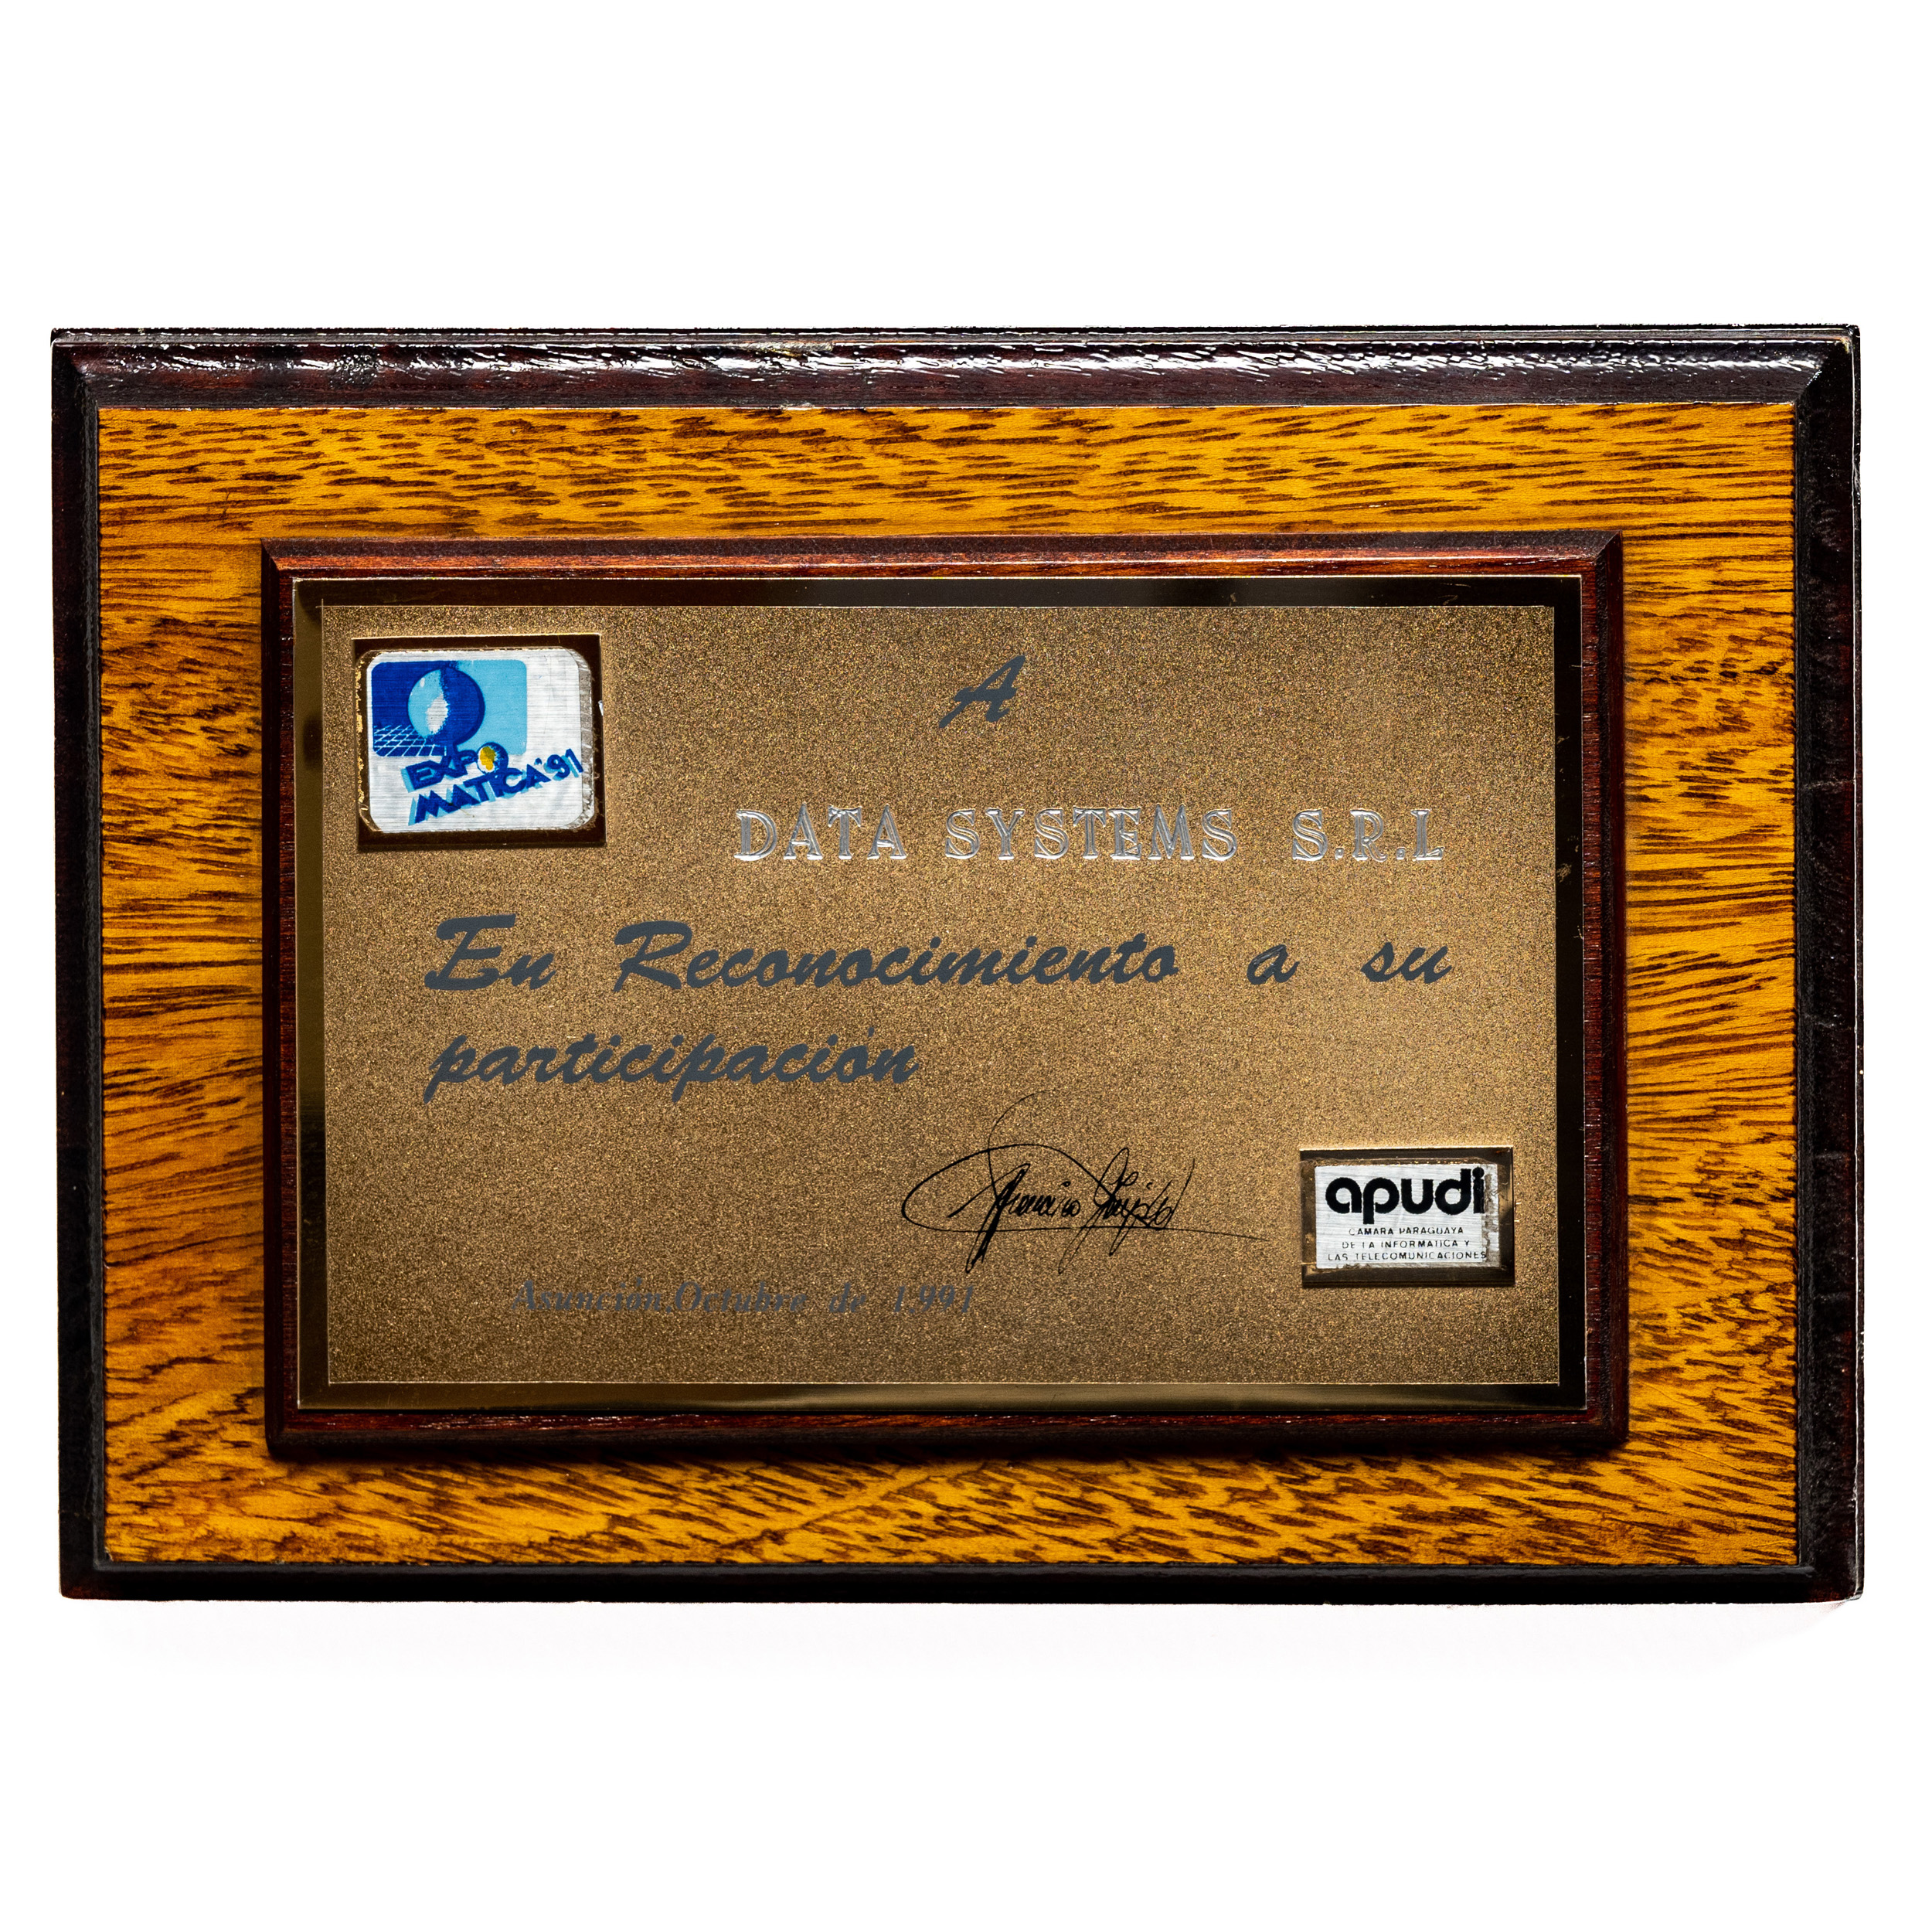 EXPO
MATICA'91
A
DATA SYSTEMS S.R.L
En Reconocimiento a su
participación
apudi
CAMARA PARAGUAYA
DE LA INFORMATICA Y
LAS TELECOMUNICACIONES
Asunción,Octubre de 1991